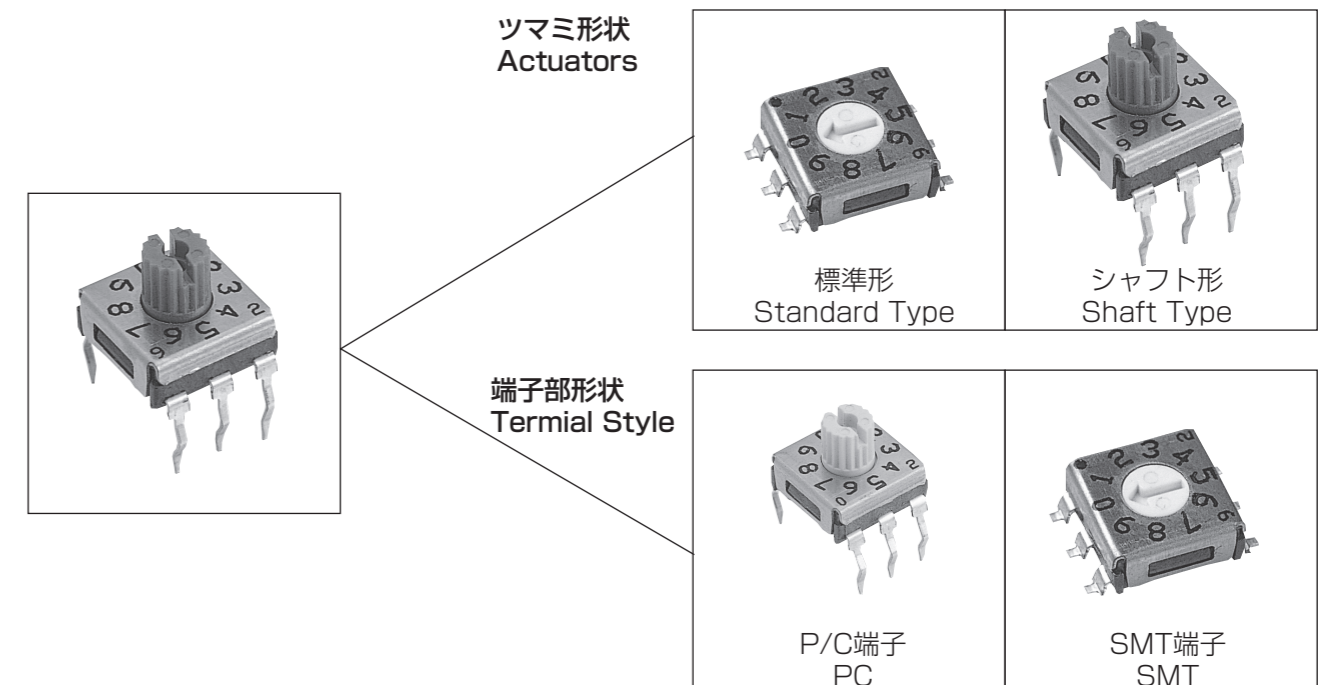 ツマミ形状
Actuators
標準形
Standard Type
シャフト形
Shaft Type
端子部形状
Termial Style
P/C端子
PC
SMT端子
SMT